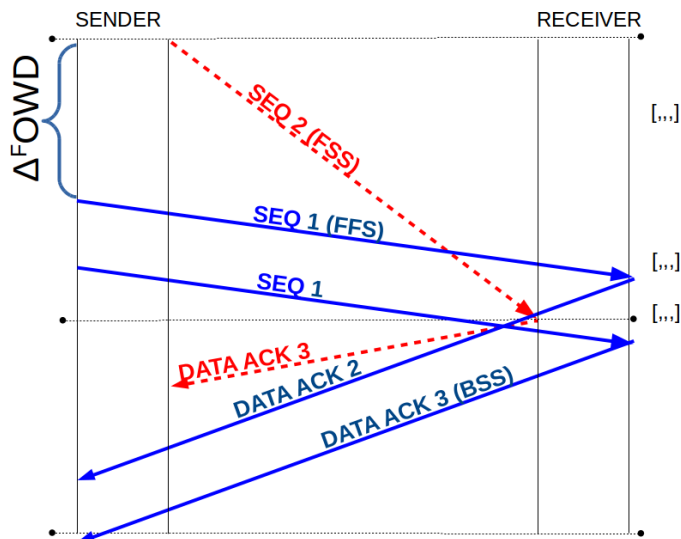 SENDER
RECEIVER
ΔᶠOWD
SEQ 2 (FSS)
[,,,]
SEQ 1 (FFS)
[,,,]
SEQ 1
[,,,]
DATA ACK 3
DATA ACK 2
DATA ACK 3 (BSS)